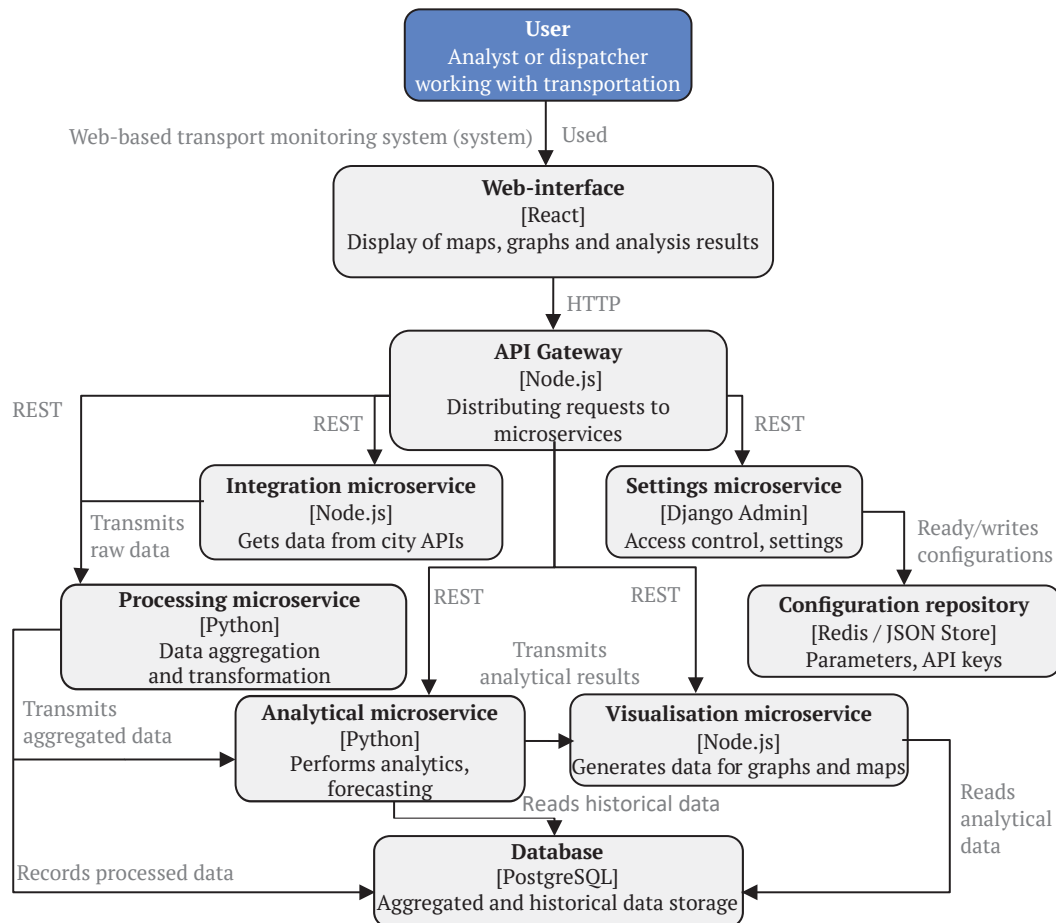 User
Analyst or dispatcher
working with transportation
Web-based transport monitoring system (system)
Used
Web-interface
[React]
Display of maps, graphs and analysis results
HTTP
API Gateway
[Node.js]
Distributing requests to
microservices
REST
REST
REST
Integration microservice
[Node.js]
Gets data from city APIs
Settings microservice
[Django Admin]
Access control, settings
Transmits
raw data
Ready/writes
configurations
Processing microservice
[Python]
Data aggregation
and transformation
REST
REST
Configuration repository
[Redis / JSON Store]
Parameters, API keys
Transmits
analytical results
Transmits
aggregated data
Analytical microservice
[Python]
Performs analytics,
forecasting
Visualisation microservice
[Node.js]
Generates data for graphs and maps
Reads historical data
Reads
analytical
data
Database
[PostgreSQL]
Aggregated and historical data storage
Records processed data